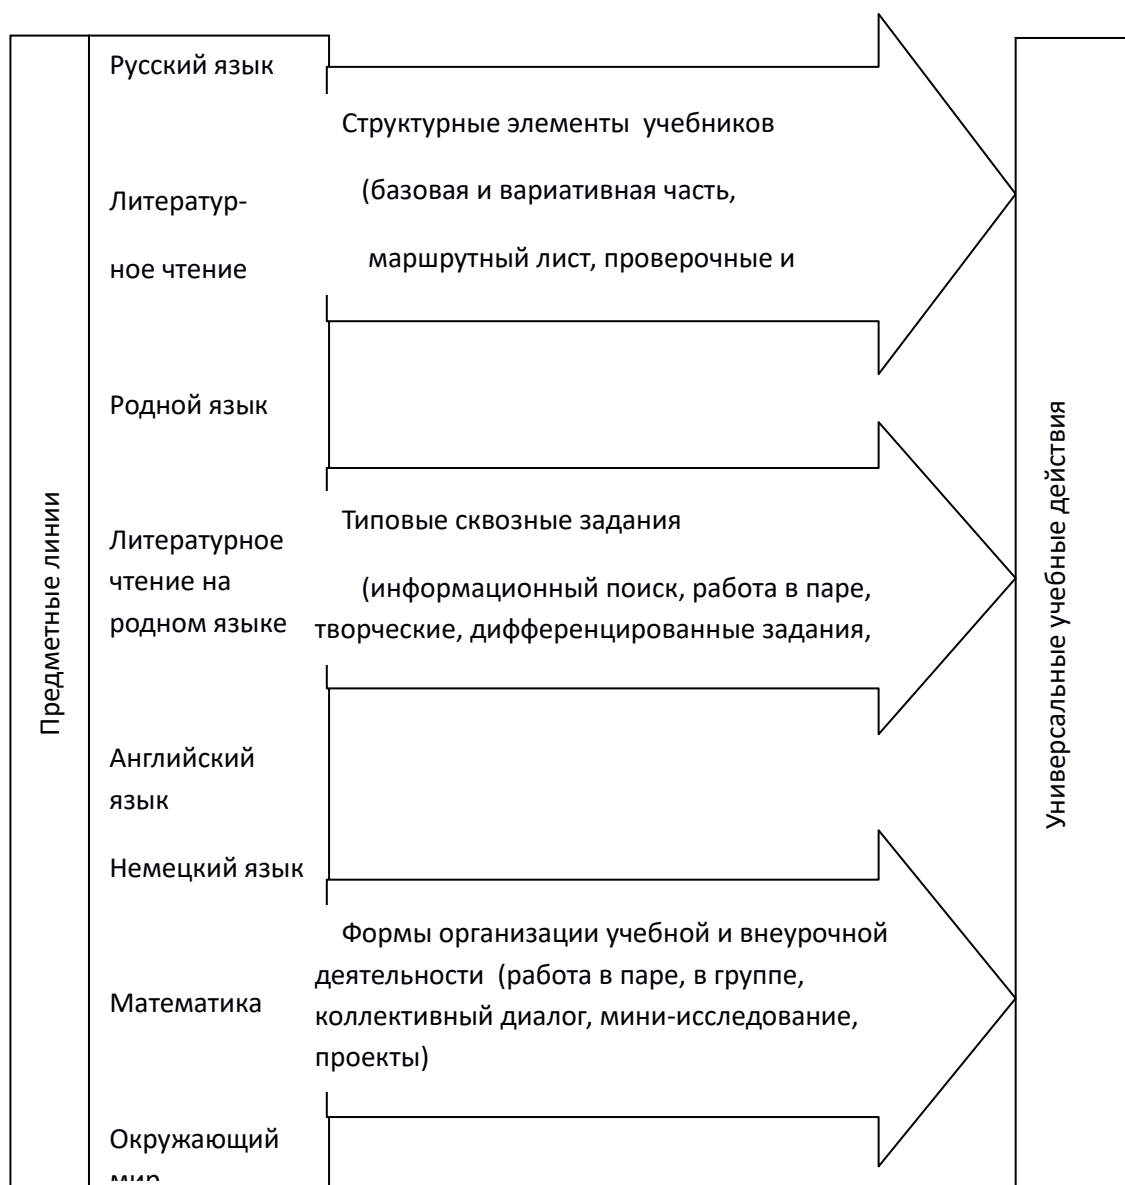 Предметные линии
Русский язык
Литератур-
ное чтение
Родной язык
Литературное
чтение на
родном языке
Английский
язык
Немецкий язык
Математика
Окружающий
мир
Структурные элементы учебников
(базовая и вариативная часть,
маршрутный лист, проверочные и
Типовые сквозные задания
(информационный поиск, работа в паре,
творческие, дифференцированные задания,
Формы организации учебной и внеурочной
деятельности (работа в паре, в группе,
коллективный диалог, мини-исследование,
проекты)
Универсальные учебные действия